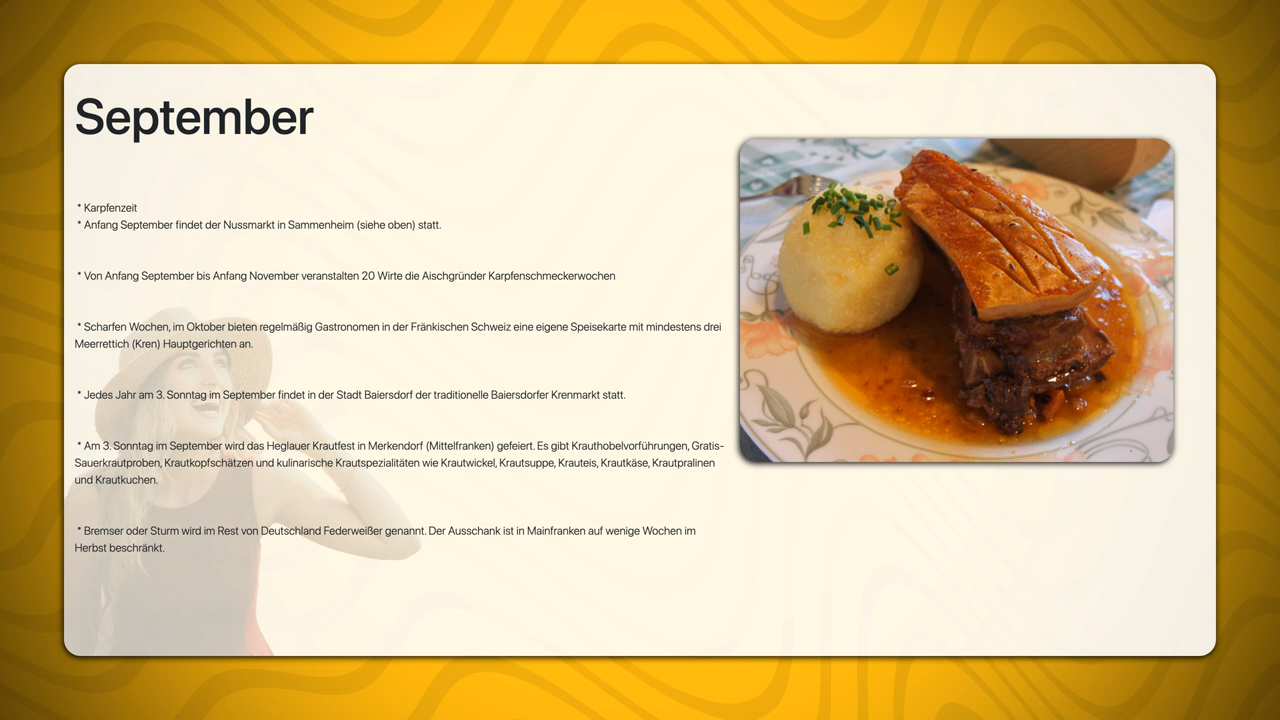 September
* Karpfenzeit
* Anfang September findet der Nussmarkt in Sammenheim (siehe oben) statt.
* Von Anfang September bis Anfang November veranstalten 20 Wirte die Aischgründer Karpfenschmeckerwochen
* Scharfen Wochen, im Oktober bieten regelmäßig Gastronomen in der Fränkischen Schweiz eine eigene Speisekarte mit mindestens drei
Meerrettich (Kren) Hauptgerichten an.
* Jedes Jahr am 3. Sonntag im September findet in der Stadt Baiersdorf der traditionelle Baiersdorfer Krenmarkt statt.
* Am 3. Sonntag im September wird das Heglauer Krautfest in Merkendorf (Mittelfranken) gefeiert. Es gibt Krauthobelvorführungen, Gratis-
Sauerkrautproben, Krautkopfschätzen und kulinarische Krautspezialitäten wie Krautwickel, Krautsuppe, Krauteis, Krautkäse, Krautpralinen
und Krautkuchen.
* Bremser oder Sturm wird im Rest von Deutschland Federweißer genannt. Der Ausschank ist in Mainfranken auf wenige Wochen im
Herbst beschränkt.